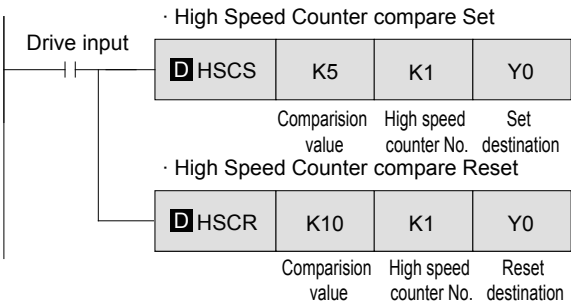 · High Speed Counter compare Set
Drive input
D HSCS K5 K1 Y0
Comparision High speed Set
value counter No. destination
· High Speed Counter compare Reset
D HSCR K10 K1 Y0
Comparision High speed Reset
value counter No. destination